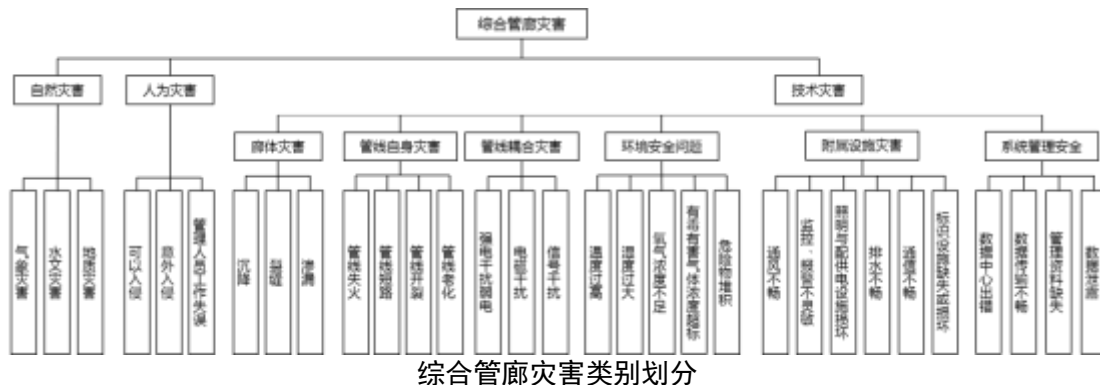 综合管廊灾害
自然灾害
人为灾害
技术灾害
廊体灾害
管线自身灾害
管线耦合灾害
环境安全问题
附属设施灾害
系统管理安全
气象灾害
水文灾害
地质灾害
可以入侵
意外入侵
管理人员工作失误
沉降
裂缝
渗漏
管线失火
管线短路
管线开裂
管线老化
强电干扰弱电
电磁干扰
信号干扰
温度过高
湿度过大
氧气浓度不足
有毒有害气体浓度超标
危险物堆积
通风不畅
监控、报警不灵敏
照明与配供电设施损坏
排水不畅
通信不畅
标识设施缺失或损坏
数据中心出错
数据传输不畅
管理资料缺失
数据泄露
综合管廊灾害类别划分